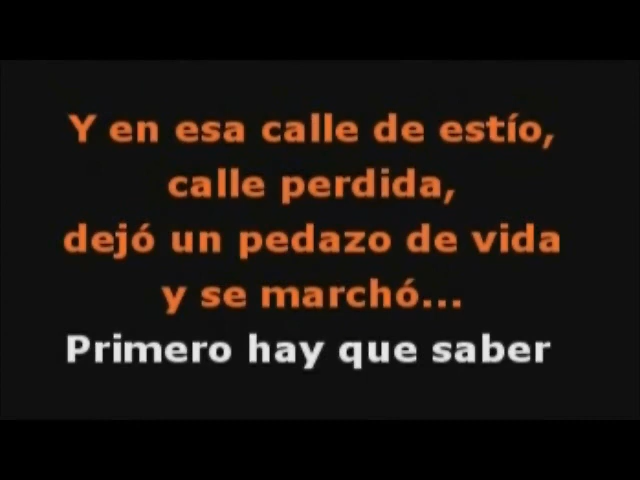 Y en esa calle de estío,
calle perdida,
dejó un pedazo de vida
y se marchó...
Primero hay que saber